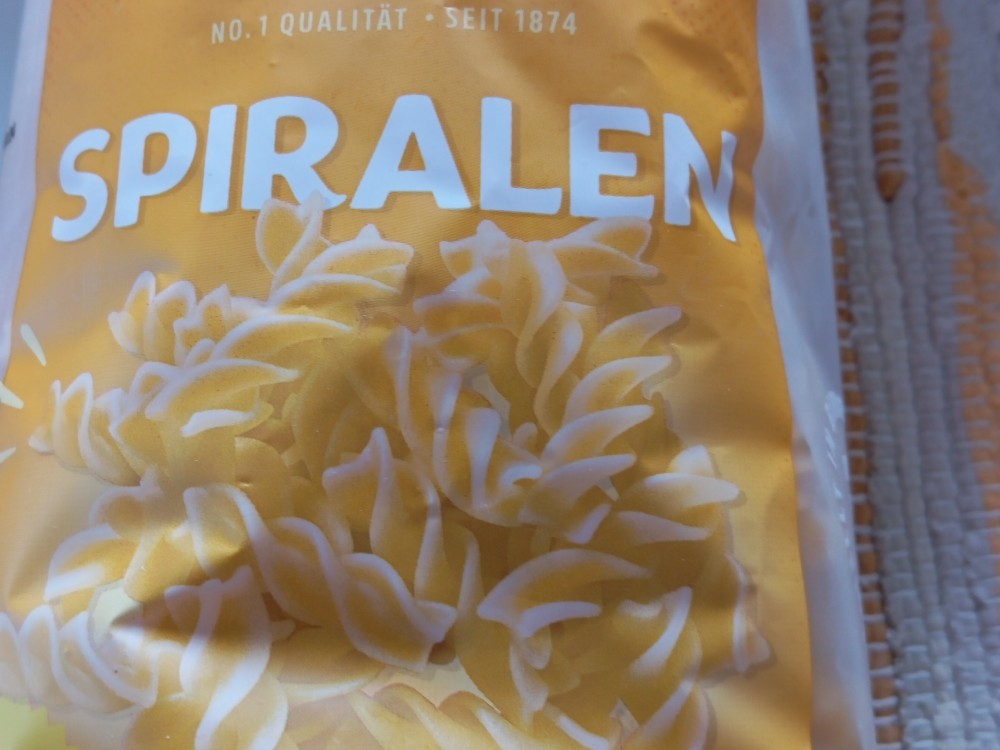 NO. 1 QUALITÄT • SEIT 1874
SPIRALEN